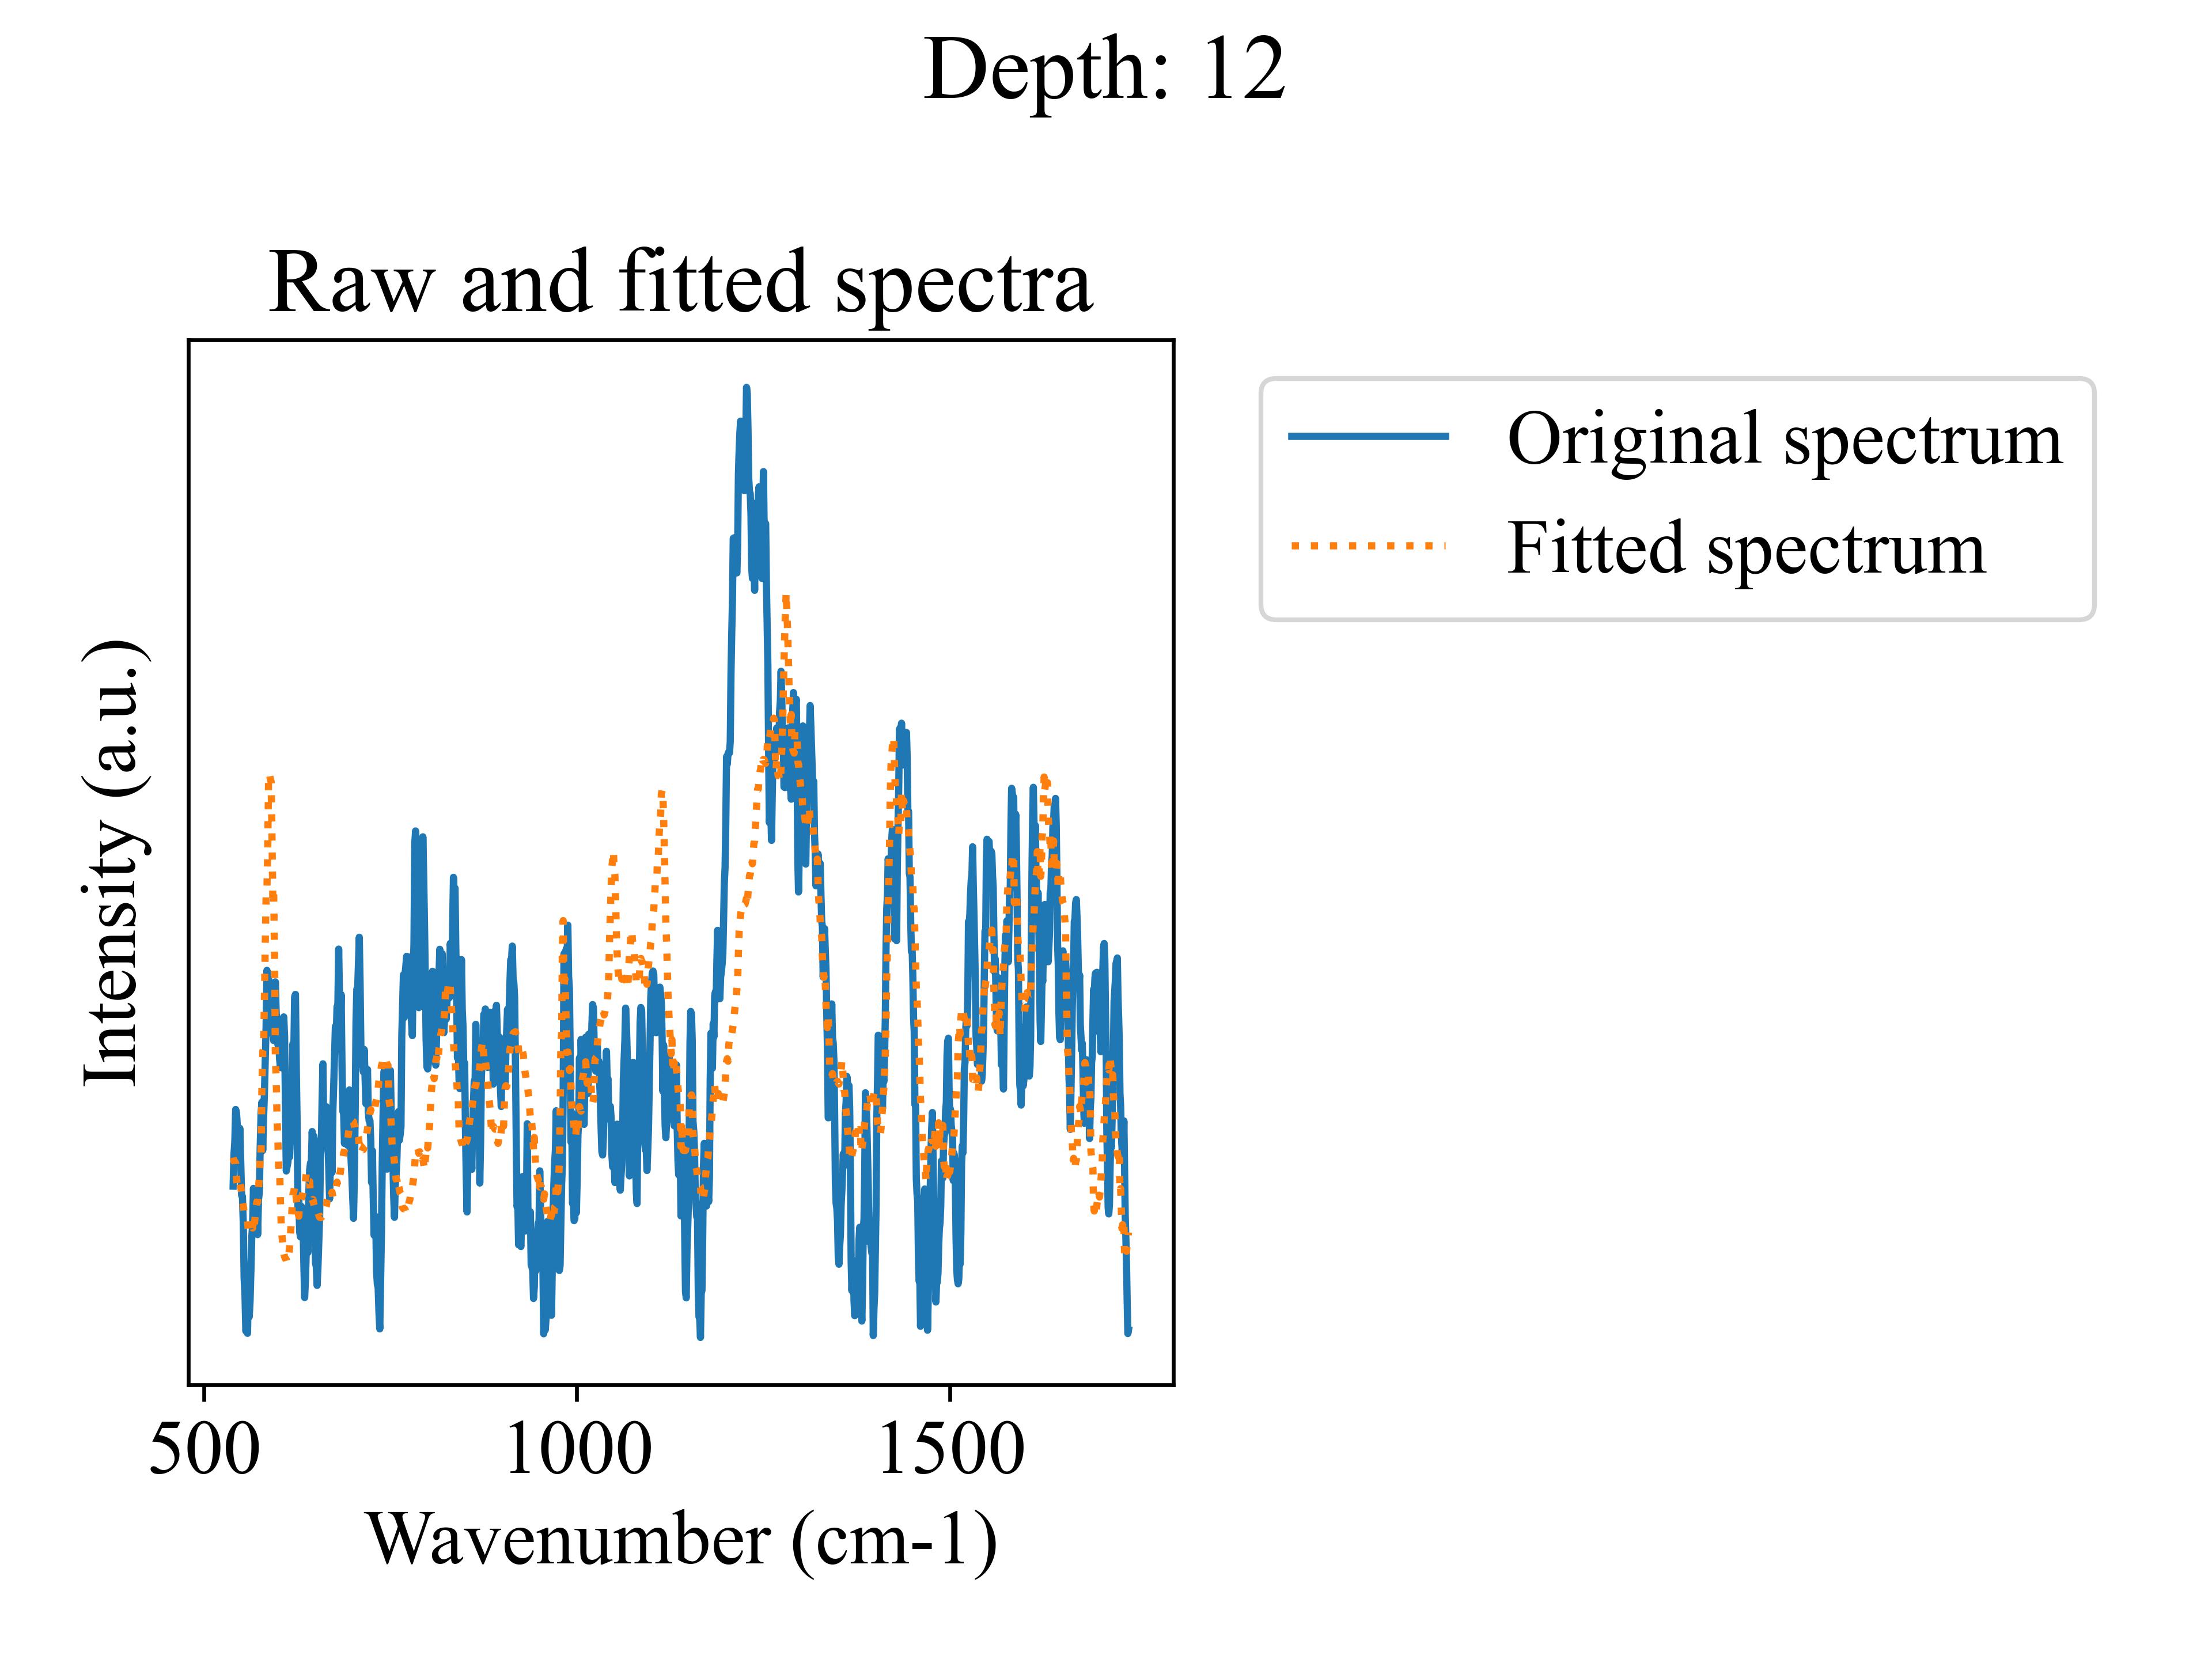 Depth: 12
Raw and fitted spectra
Original spectrum
Fitted spectrum
Intensity (a.u.)
500 1000 1500
Wavenumber (cm-1)